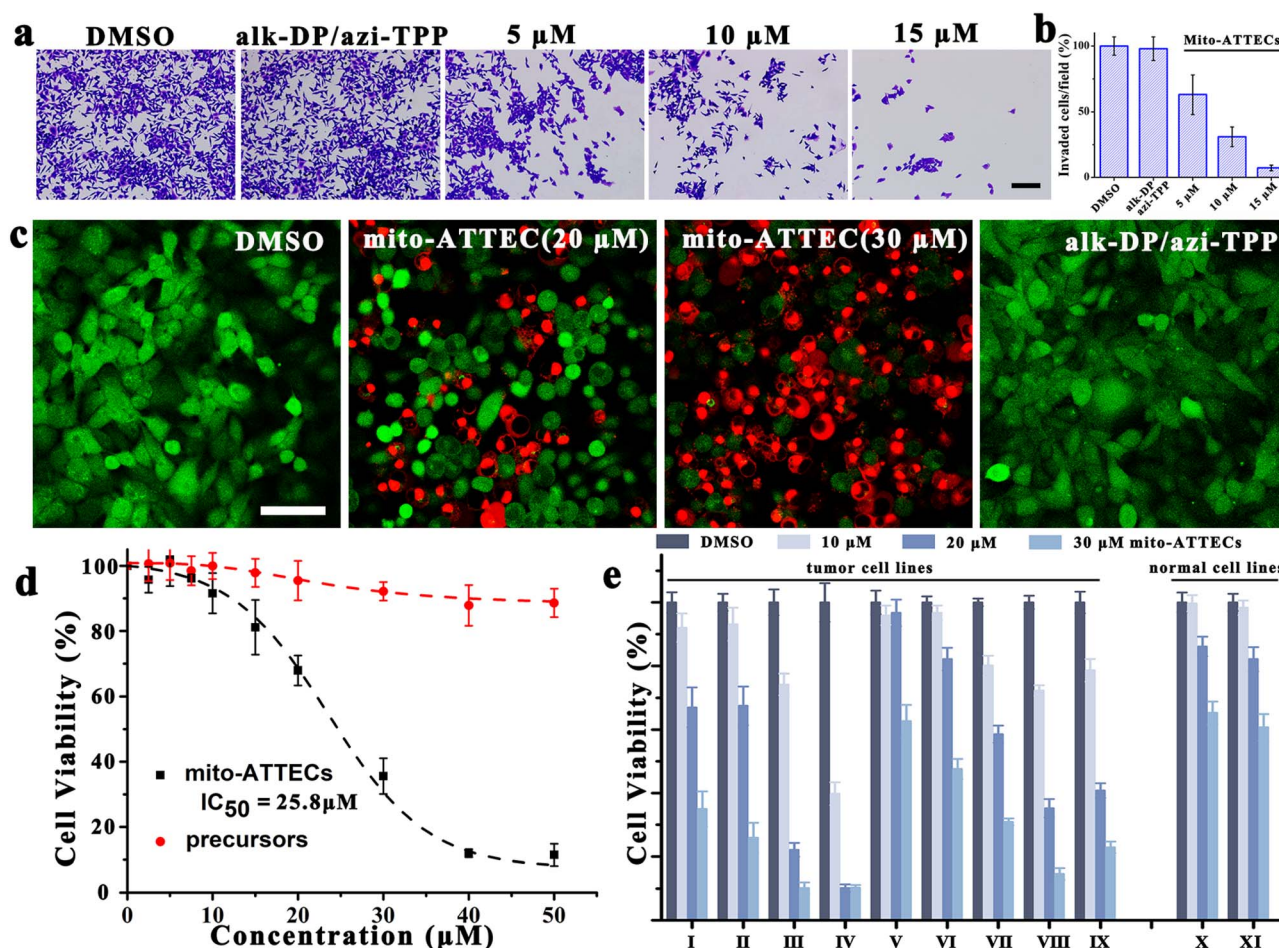 a
DMSO
alk-DP/azi-TPP
5 µM
10 µM
15 µM
b
Mito-ATTECs
Invaded cells/field (%)
100
50
0
DMSO
alk-DP
azi-TPP
5 µM
10 µM
15 µM
c
DMSO
mito-ATTEC(20 µM)
mito-ATTEC(30 µM)
alk-DP/azi-TPP
d
Cell Viability (%)
100
80
60
40
20
0
mito-ATTECs
IC50 = 25.8µM
precursors
0 10 20 30 40 50
Concentration (µM)
DMSO 10 µM 20 µM 30 µM mito-ATTECs
e
tumor cell lines
normal cell lines
Cell Viability (%)
I II III IV V VI VII VIII IX X XI